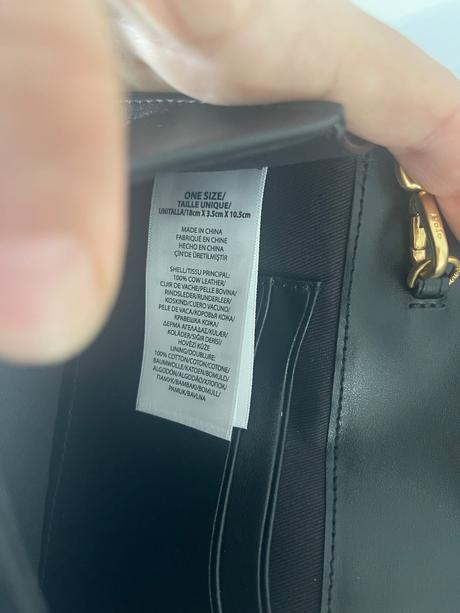 ONE SIZE/
TAILLE UNIQUE/
UNITALLA/18cm X 3.5cm X 10.5cm
MADE IN CHINA
FABRIQUÉ EN CHINE
HECHO EN CHINA
ÇİN'DE ÜRETİLMİŞTİR
SHELL/TISSU PRINCIPAL:
100% COW LEATHER/
CUIR DE VACHE/PELLE BOVINA/
RINDSLEDER/RUNDERLEER/
KOSKIND/CUERO VACUNO/
PELE DE VACA/КОРОВЬЯ КОЖА/
КРАВЕШКА КОЖА/
ΔΕΡΜΑ ΑΓΕΛΑΔΑΣ/KULÆR/
KOLÄDER/SIĞIR DERİSİ/
HOVĚZÍ KŮŽE
LINING/DOUBLURE:
100% COTTON/COTON/COTONE/
BAUMWOLLE/KATOEN/BOMULD/
ALGODÓN/ALGODÃO/ХЛОПОК/
ПАМУК/ΒΑΜΒΑΚΙ/BOMULL/
PAMUK/BAVLNA
Polo